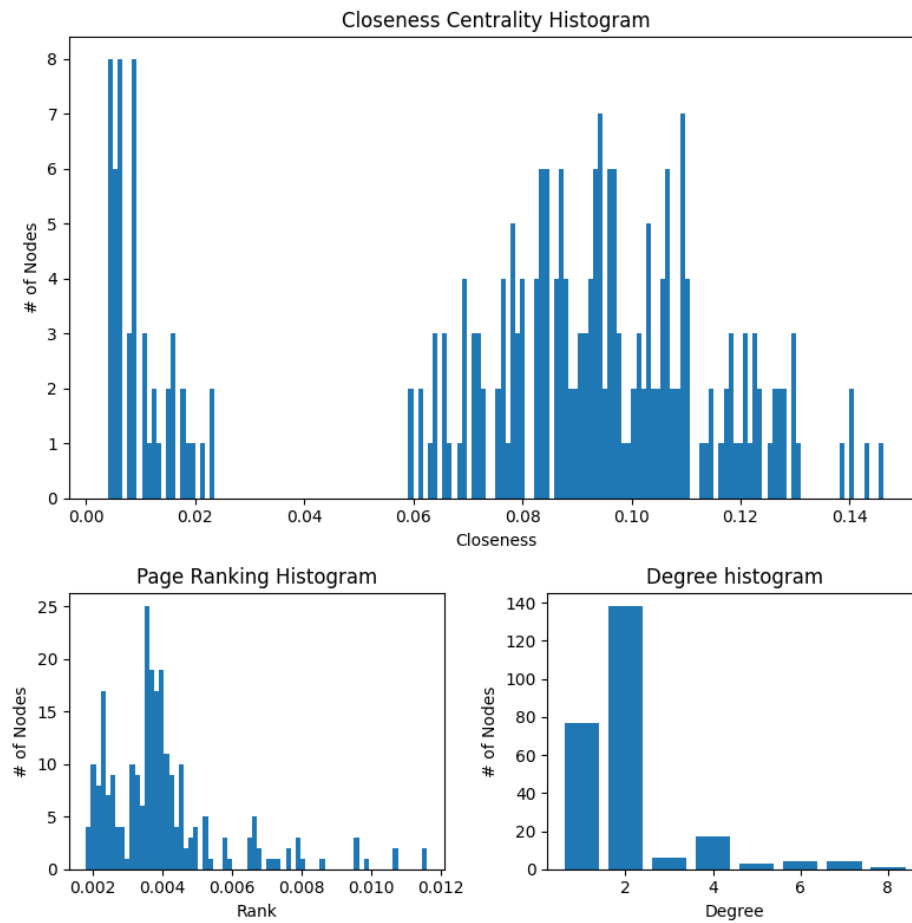 Closeness Centrality Histogram
8
7
6
5
4
3
2
1
0
# of Nodes
0.00 0.02 0.04 0.06 0.08 0.10 0.12 0.14
Closeness
Page Ranking Histogram
25
20
15
10
5
0
# of Nodes
0.002 0.004 0.006 0.008 0.010 0.012
Rank
Degree histogram
140
120
100
80
60
40
20
0
# of Nodes
2 4 6 8
Degree